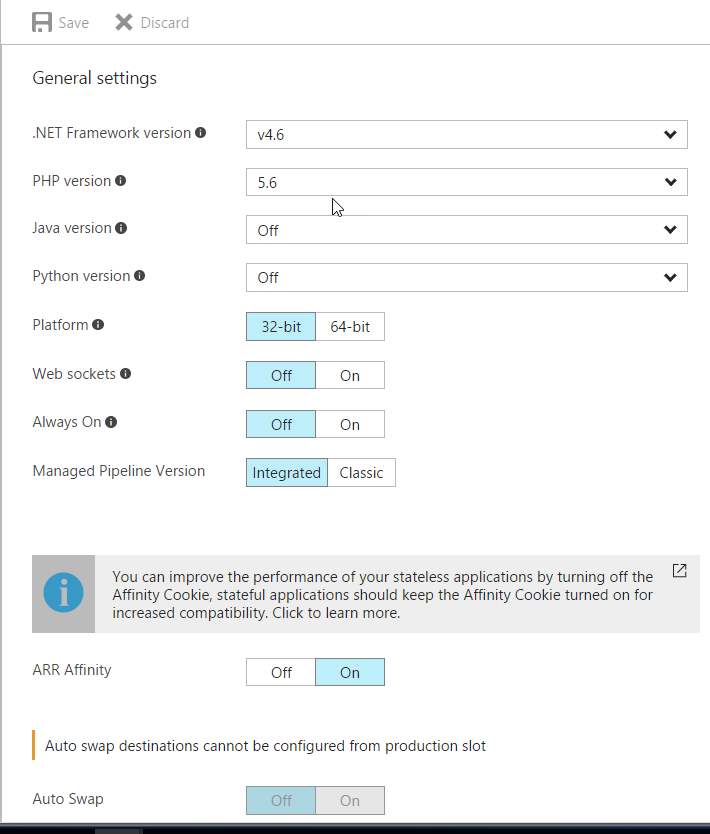 Save Discard
General settings
.NET Framework version v4.6
PHP version 5.6
Java version Off
Python version Off
Platform 32-bit 64-bit
Web sockets Off On
Always On Off On
Managed Pipeline Version Integrated Classic
You can improve the performance of your stateless applications by turning off the
Affinity Cookie, stateful applications should keep the Affinity Cookie turned on for
increased compatibility. Click to learn more.
ARR Affinity Off On
Auto swap destinations cannot be configured from production slot
Auto Swap Off On